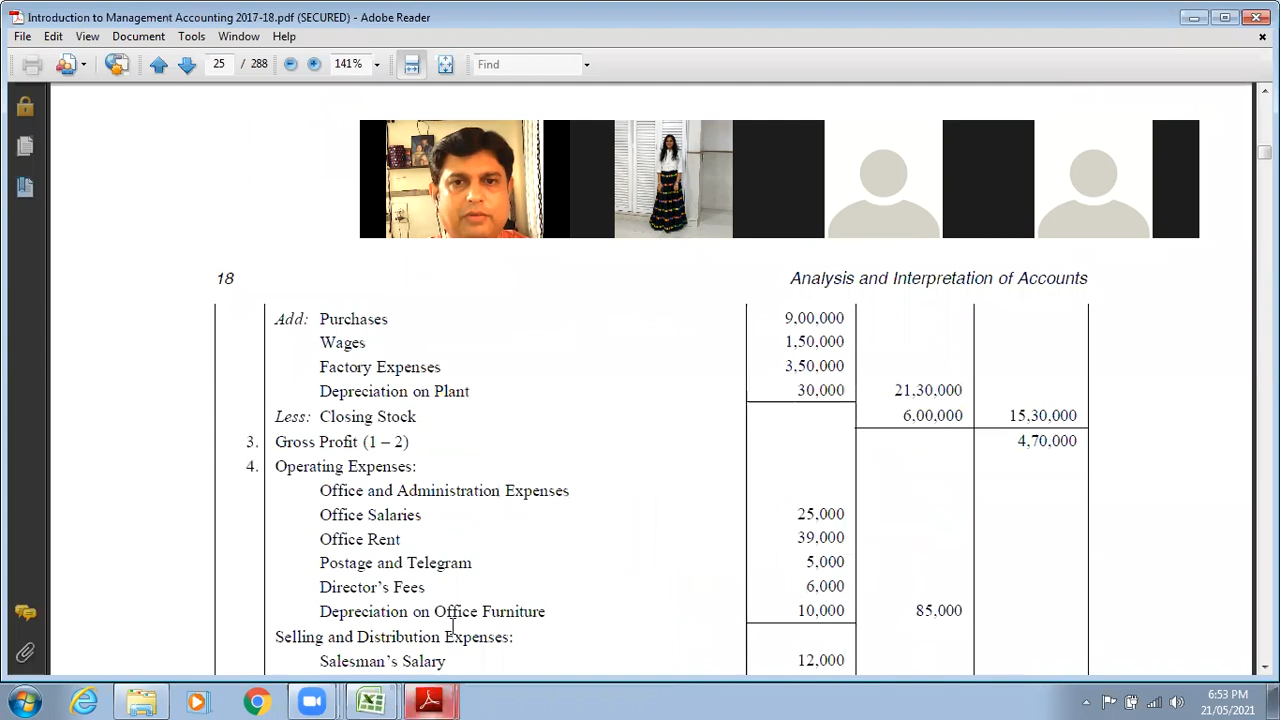 Introduction to Management Accounting 2017-18.pdf (SECURED) - Adobe Reader
File Edit View Document Tools Window Help
25 / 288 141% Find
18 Analysis and Interpretation of Accounts
Add: Purchases 9,00,000
Wages 1,50,000
Factory Expenses 3,50,000
Depreciation on Plant 30,000 21,30,000
Less: Closing Stock 6,00,000 15,30,000
3. Gross Profit (1 – 2) 4,70,000
4. Operating Expenses:
Office and Administration Expenses
Office Salaries 25,000
Office Rent 39,000
Postage and Telegram 5,000
Director's Fees 6,000
Depreciation on Office Furniture 10,000 85,000
Selling and Distribution Expenses:
Salesman's Salary 12,000
6:53 PM
21/05/2021